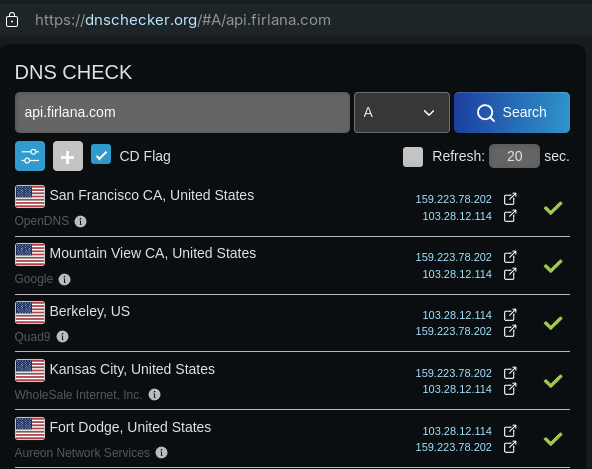 https://dnschecker.org/#A/api.firlana.com
DNS CHECK
api.firlana.com A Search
CD Flag Refresh: 20 sec.
San Francisco CA, United States
OpenDNS
159.223.78.202
103.28.12.114
Mountain View CA, United States
Google
159.223.78.202
103.28.12.114
Berkeley, US
Quad9
103.28.12.114
159.223.78.202
Kansas City, United States
WholeSale Internet, Inc.
159.223.78.202
103.28.12.114
Fort Dodge, United States
Aureon Network Services
103.28.12.114
159.223.78.202